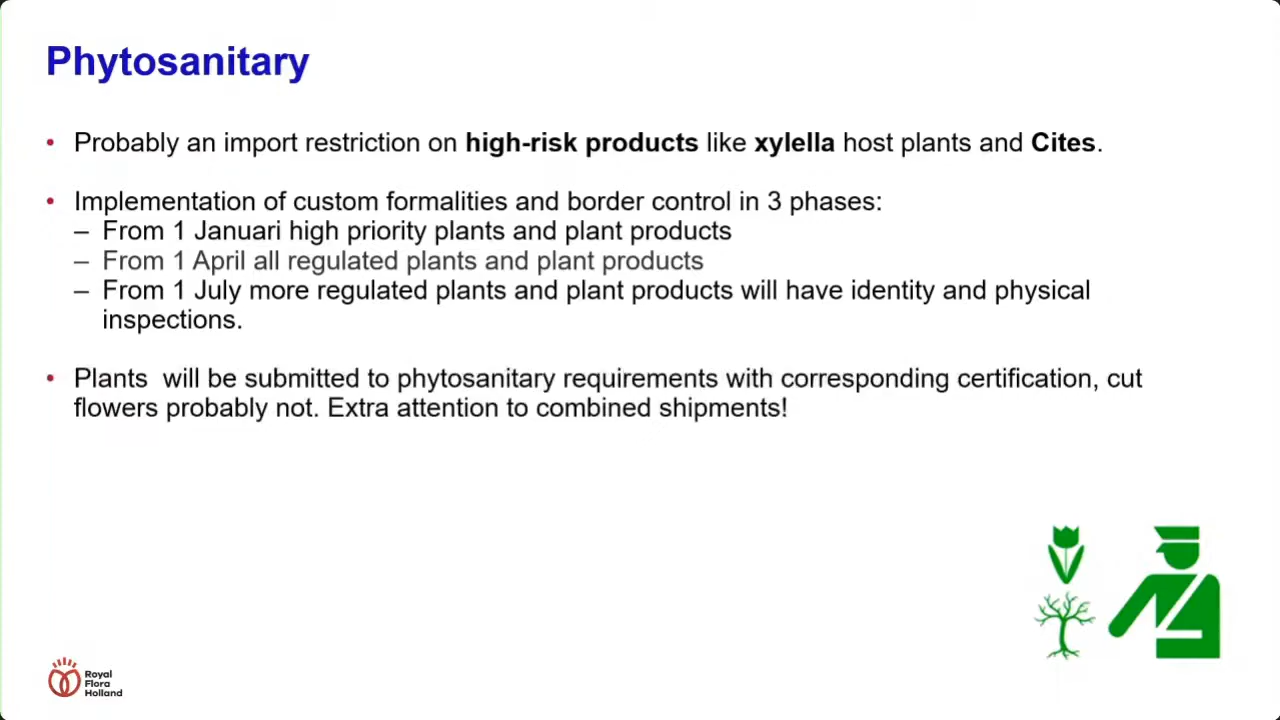 Phytosanitary
• Probably an import restriction on high-risk products like xylella host plants and Cites.
• Implementation of custom formalities and border control in 3 phases:
– From 1 Januari high priority plants and plant products
– From 1 April all regulated plants and plant products
– From 1 July more regulated plants and plant products will have identity and physical
inspections.
• Plants  will be submitted to phytosanitary requirements with corresponding certification, cut
flowers probably not. Extra attention to combined shipments!
Royal
Flora
Holland